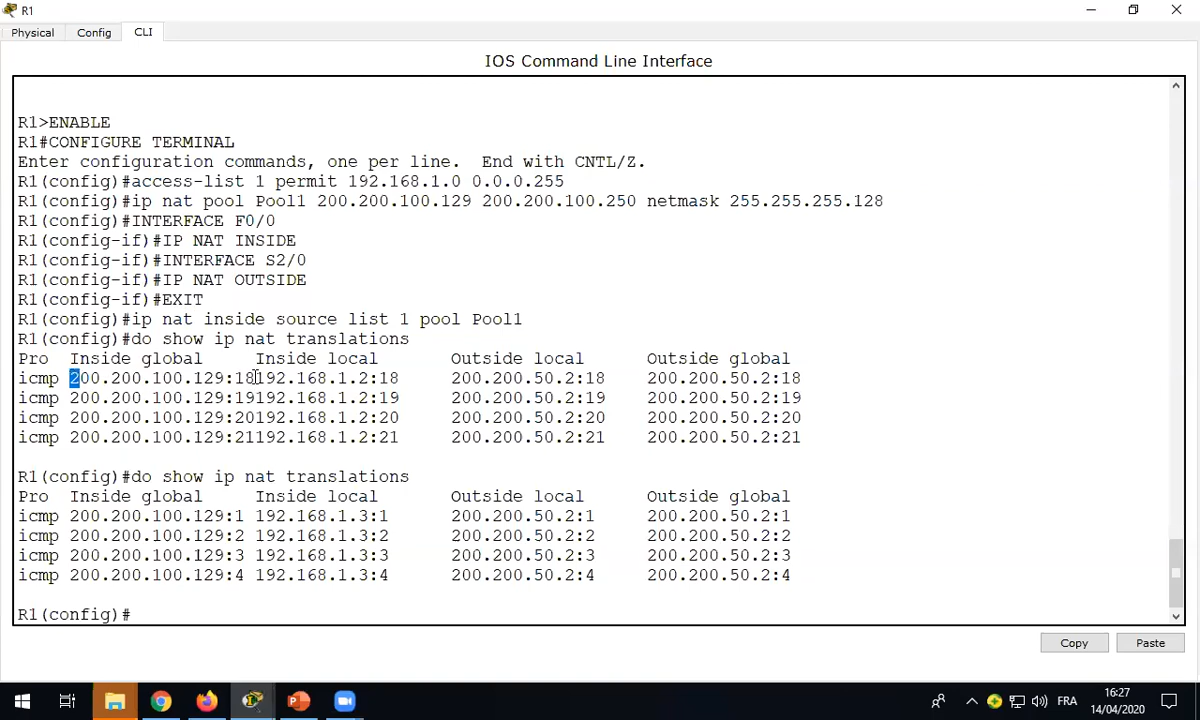 R1
Physical Config CLI
IOS Command Line Interface
R1>ENABLE
R1#CONFIGURE TERMINAL
Enter configuration commands, one per line.  End with CNTL/Z.
R1(config)#access-list 1 permit 192.168.1.0 0.0.0.255
R1(config)#ip nat pool Pool1 200.200.100.129 200.200.100.250 netmask 255.255.255.128
R1(config)#INTERFACE F0/0
R1(config-if)#IP NAT INSIDE
R1(config-if)#INTERFACE S2/0
R1(config-if)#IP NAT OUTSIDE
R1(config-if)#EXIT
R1(config)#ip nat inside source list 1 pool Pool1
R1(config)#do show ip nat translations
Pro  Inside global     Inside local       Outside local      Outside global
icmp 200.200.100.129:18192.168.1.2:18     200.200.50.2:18    200.200.50.2:18
icmp 200.200.100.129:19192.168.1.2:19     200.200.50.2:19    200.200.50.2:19
icmp 200.200.100.129:20192.168.1.2:20     200.200.50.2:20    200.200.50.2:20
icmp 200.200.100.129:21192.168.1.2:21     200.200.50.2:21    200.200.50.2:21
R1(config)#do show ip nat translations
Pro  Inside global     Inside local       Outside local      Outside global
icmp 200.200.100.129:1 192.168.1.3:1      200.200.50.2:1     200.200.50.2:1
icmp 200.200.100.129:2 192.168.1.3:2      200.200.50.2:2     200.200.50.2:2
icmp 200.200.100.129:3 192.168.1.3:3      200.200.50.2:3     200.200.50.2:3
icmp 200.200.100.129:4 192.168.1.3:4      200.200.50.2:4     200.200.50.2:4
R1(config)#
Copy Paste
FRA
16:27
14/04/2020